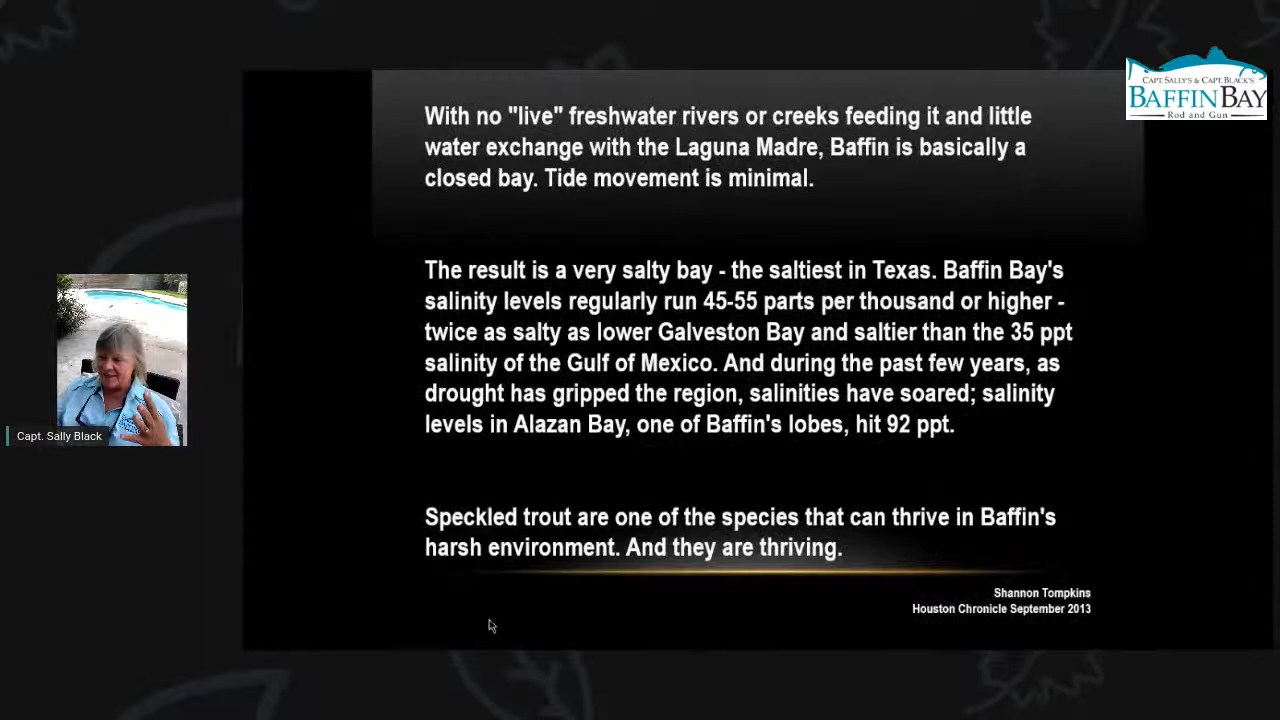 CAPT. SALLY'S & CAPT. BLACK'S
BAFFIN BAY
ROD AND GUN
With no "live" freshwater rivers or creeks feeding it and little
water exchange with the Laguna Madre, Baffin is basically a
closed bay. Tide movement is minimal.
The result is a very salty bay - the saltiest in Texas. Baffin Bay's
salinity levels regularly run 45-55 parts per thousand or higher -
twice as salty as lower Galveston Bay and saltier than the 35 ppt
salinity of the Gulf of Mexico. And during the past few years, as
drought has gripped the region, salinities have soared; salinity
levels in Alazan Bay, one of Baffin's lobes, hit 92 ppt.
Capt. Sally Black
Speckled trout are one of the species that can thrive in Baffin's
harsh environment. And they are thriving.
Shannon Tompkins
Houston Chronicle September 2013